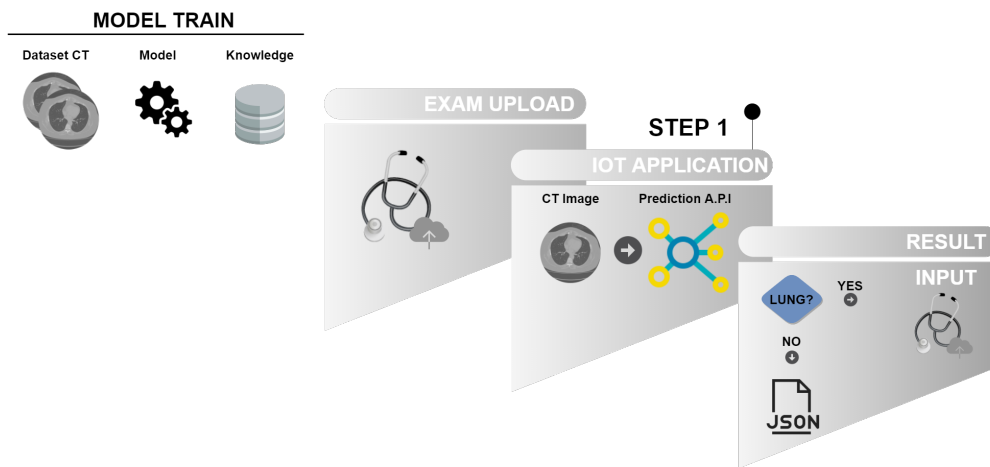 MODEL TRAIN
Dataset CT
Model
Knowledge
EXAM UPLOAD
STEP 1
IOT APPLICATION
CT Image
Prediction A.P.I
RESULT
INPUT
LUNG?
YES
NO
JSON